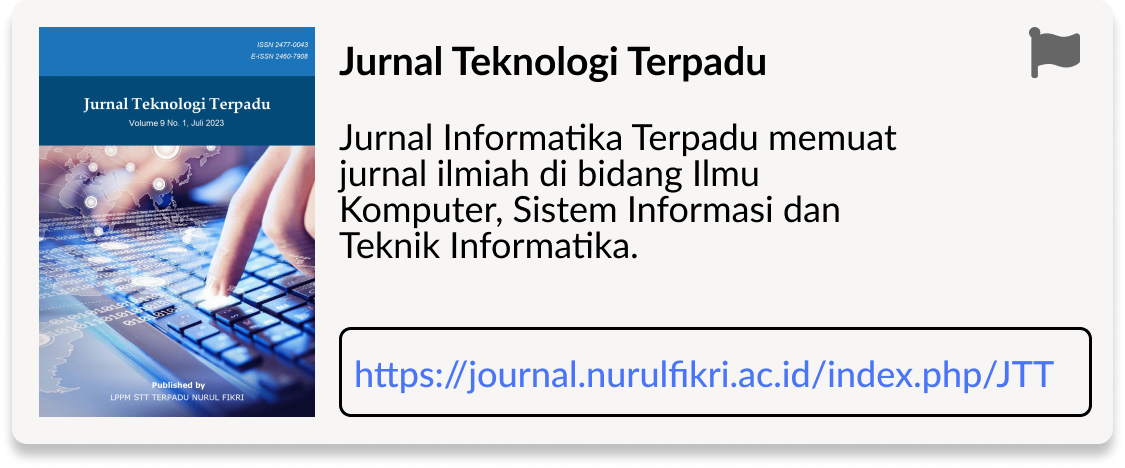 ISSN 2477-0043
E-ISSN 2460-7908
Jurnal Teknologi Terpadu
Volume 9 No. 1, Juli 2023
Published by
LPPM STT TERPADU NURUL FIKRI
Jurnal Teknologi Terpadu
Jurnal Informatika Terpadu memuat
jurnal ilmiah di bidang Ilmu
Komputer, Sistem Informasi dan
Teknik Informatika.
https://journal.nurulfikri.ac.id/index.php/JTT